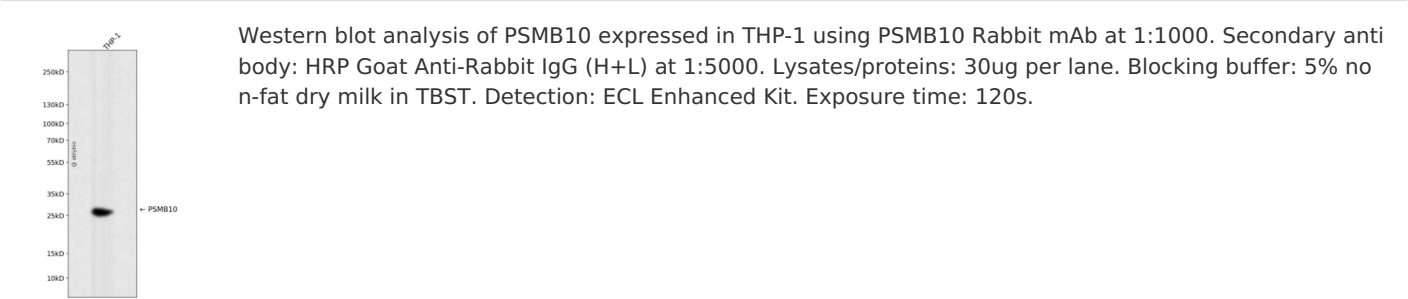 THP-1
Western blot analysis of PSMB10 expressed in THP-1 using PSMB10 Rabbit mAb at 1:1000. Secondary anti
body: HRP Goat Anti-Rabbit IgG (H+L) at 1:5000. Lysates/proteins: 30ug per lane. Blocking buffer: 5% no
n-fat dry milk in TBST. Detection: ECL Enhanced Kit. Exposure time: 120s.
250kD
130kD
100kD
70kD
55kD
35kD
← PSMB10
25kD
15kD
10kD